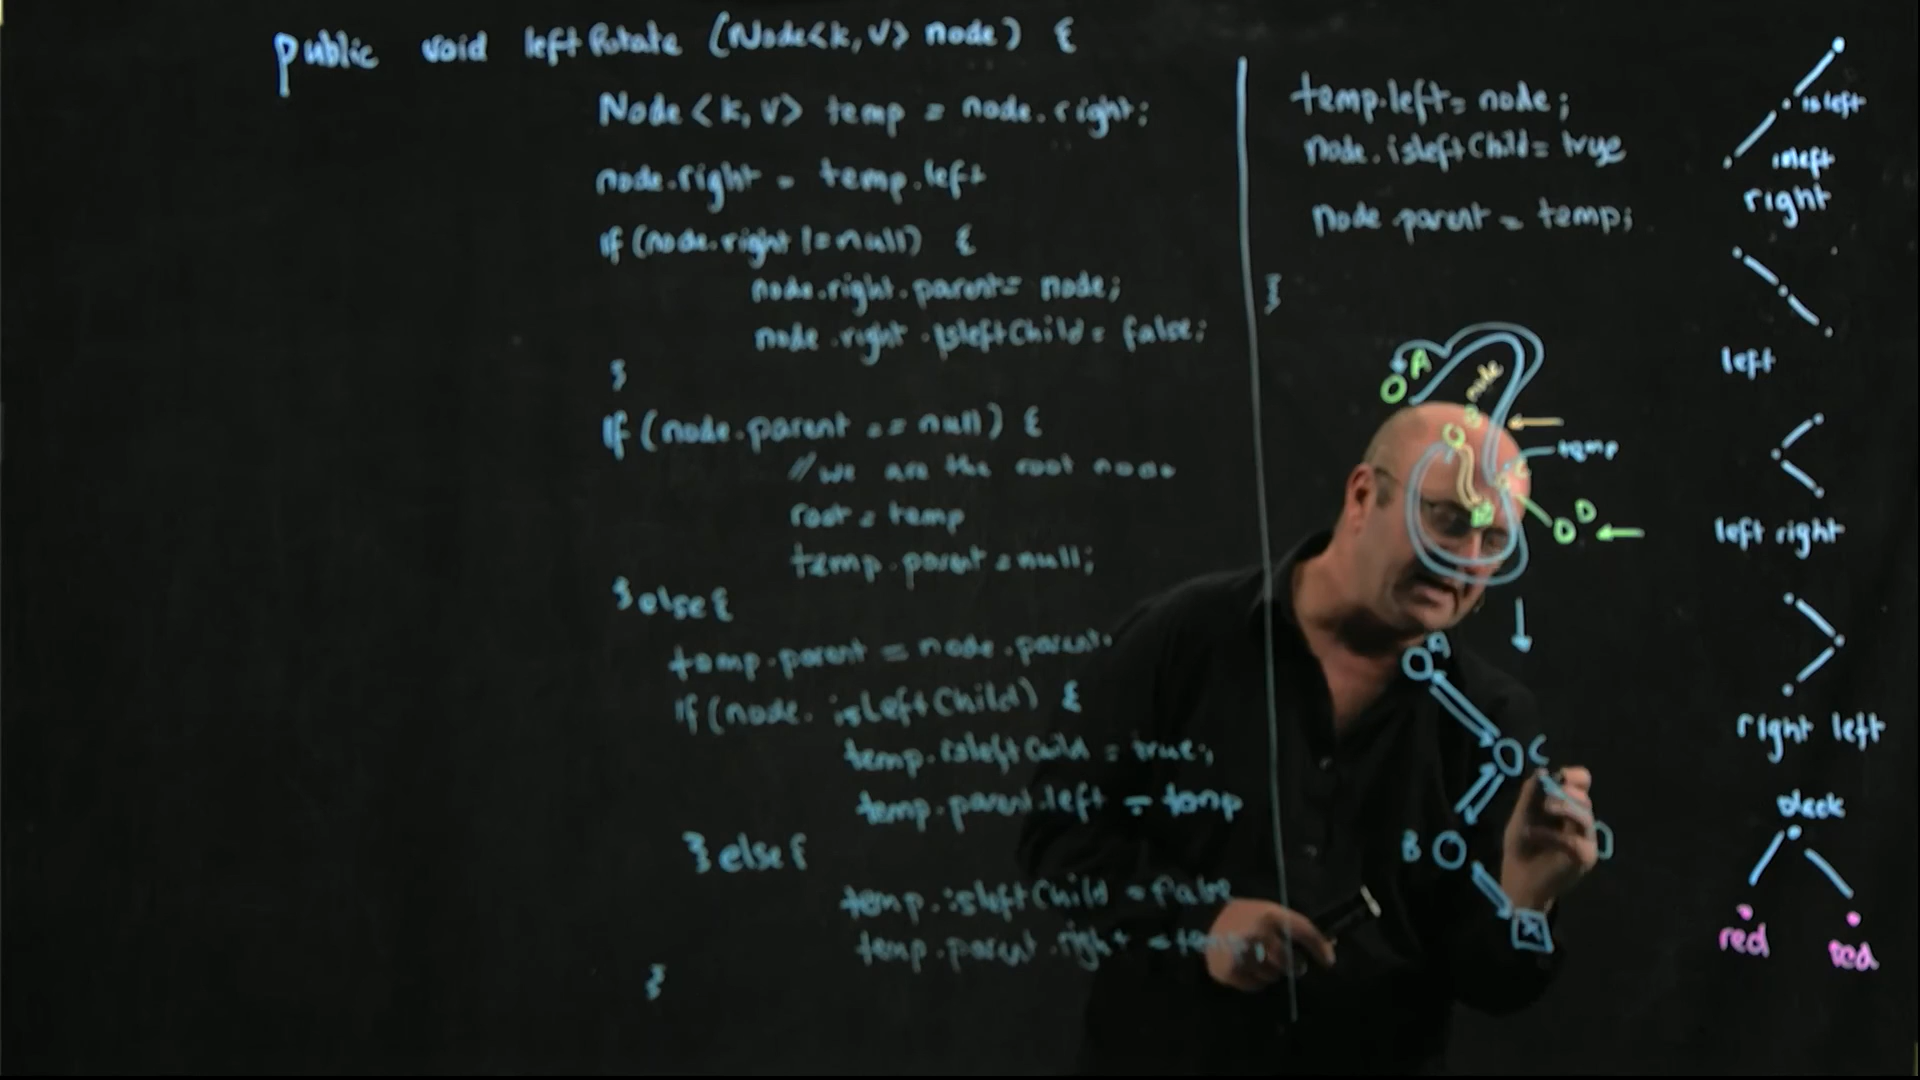 public void leftRotate (Node<k,V> node) {
Node<k,V> temp = node.right;
node.right = temp.left
if (node.right != null) {
node.right.parent = node;
node.right.isleftChild = false;
}
if (node.parent == null) {
// we are the root node
root = temp
temp.parent = null;
} else {
temp.parent = node.parent.
if (node.isLeftChild) {
temp.isleftChild = true;
temp.parent.left = temp
} else {
temp.isleftChild = false
temp.parent.right = temp;
}
temp.left = node;
node.isleftChild = true
Node.parent = temp;
}
A
node
temp
D
A
C
B
X
isleft
isleft
right
left
left right
right left
black
red
red